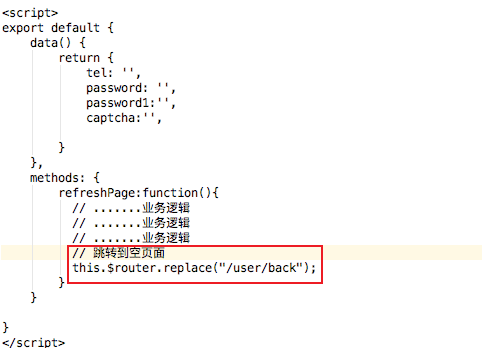 <script>
export default {
data() {
return {
tel: '',
password: '',
password1:'',
captcha:'',
}
},
methods: {
refreshPage:function(){
// .......业务逻辑
// .......业务逻辑
// .......业务逻辑
// 跳转到空页面
this.$router.replace("/user/back");
}
}
}
</script>